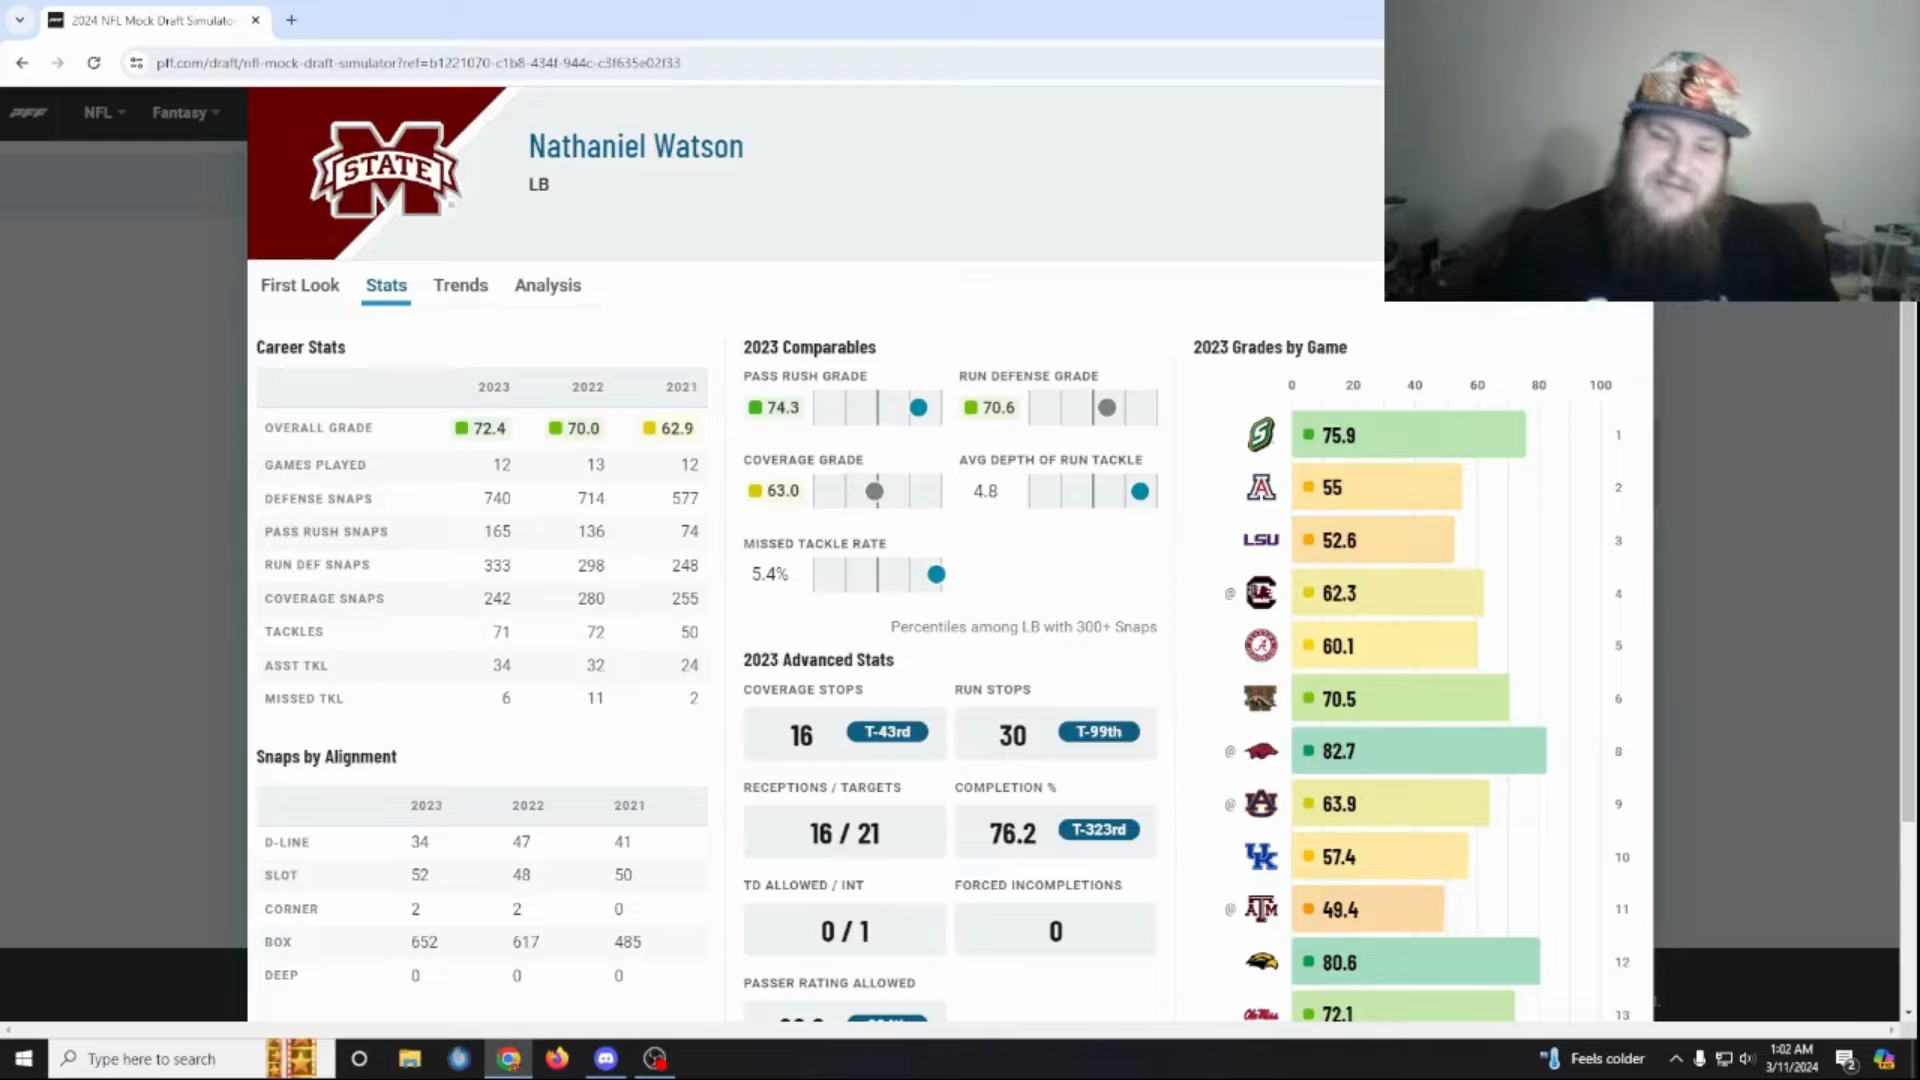 2024 NFL Mock Draft Simulator
pff.com/draft/nfl-mock-draft-simulator?ref=b1221070-c1b8-434f-944c-c3f635e02f33
PFF NFL Fantasy
M STATE
Nathaniel Watson
LB
First Look Stats Trends Analysis
Career Stats
2023 2022 2021
OVERALL GRADE 72.4 70.0 62.9
GAMES PLAYED 12 13 12
DEFENSE SNAPS 740 714 577
PASS RUSH SNAPS 165 136 74
RUN DEF SNAPS 333 298 248
COVERAGE SNAPS 242 280 255
TACKLES 71 72 50
ASST TKL 34 32 24
MISSED TKL 6 11 2
Snaps by Alignment
2023 2022 2021
D-LINE 34 47 41
SLOT 52 48 50
CORNER 2 2 0
BOX 652 617 485
DEEP 0 0 0
2023 Comparables
PASS RUSH GRADE RUN DEFENSE GRADE
74.3 70.6
COVERAGE GRADE AVG DEPTH OF RUN TACKLE
63.0 4.8
MISSED TACKLE RATE
5.4%
Percentiles among LB with 300+ Snaps
2023 Advanced Stats
COVERAGE STOPS RUN STOPS
16 T-43rd 30 T-99th
RECEPTIONS / TARGETS COMPLETION %
16 / 21 76.2 T-323rd
TD ALLOWED / INT FORCED INCOMPLETIONS
0 / 1 0
PASSER RATING ALLOWED
2023 Grades by Game
0 20 40 60 80 100
S 75.9 1
A 55 2
LSU 52.6 3
@ C 62.3 4
A 60.1 5
W 70.5 6
@ 82.7 8
@ AU 63.9 9
UK 57.4 10
@ ATM 49.4 11
80.6 12
Ole Miss 72.1 13
Type here to search
Feels colder
1:02 AM
3/11/2024
2